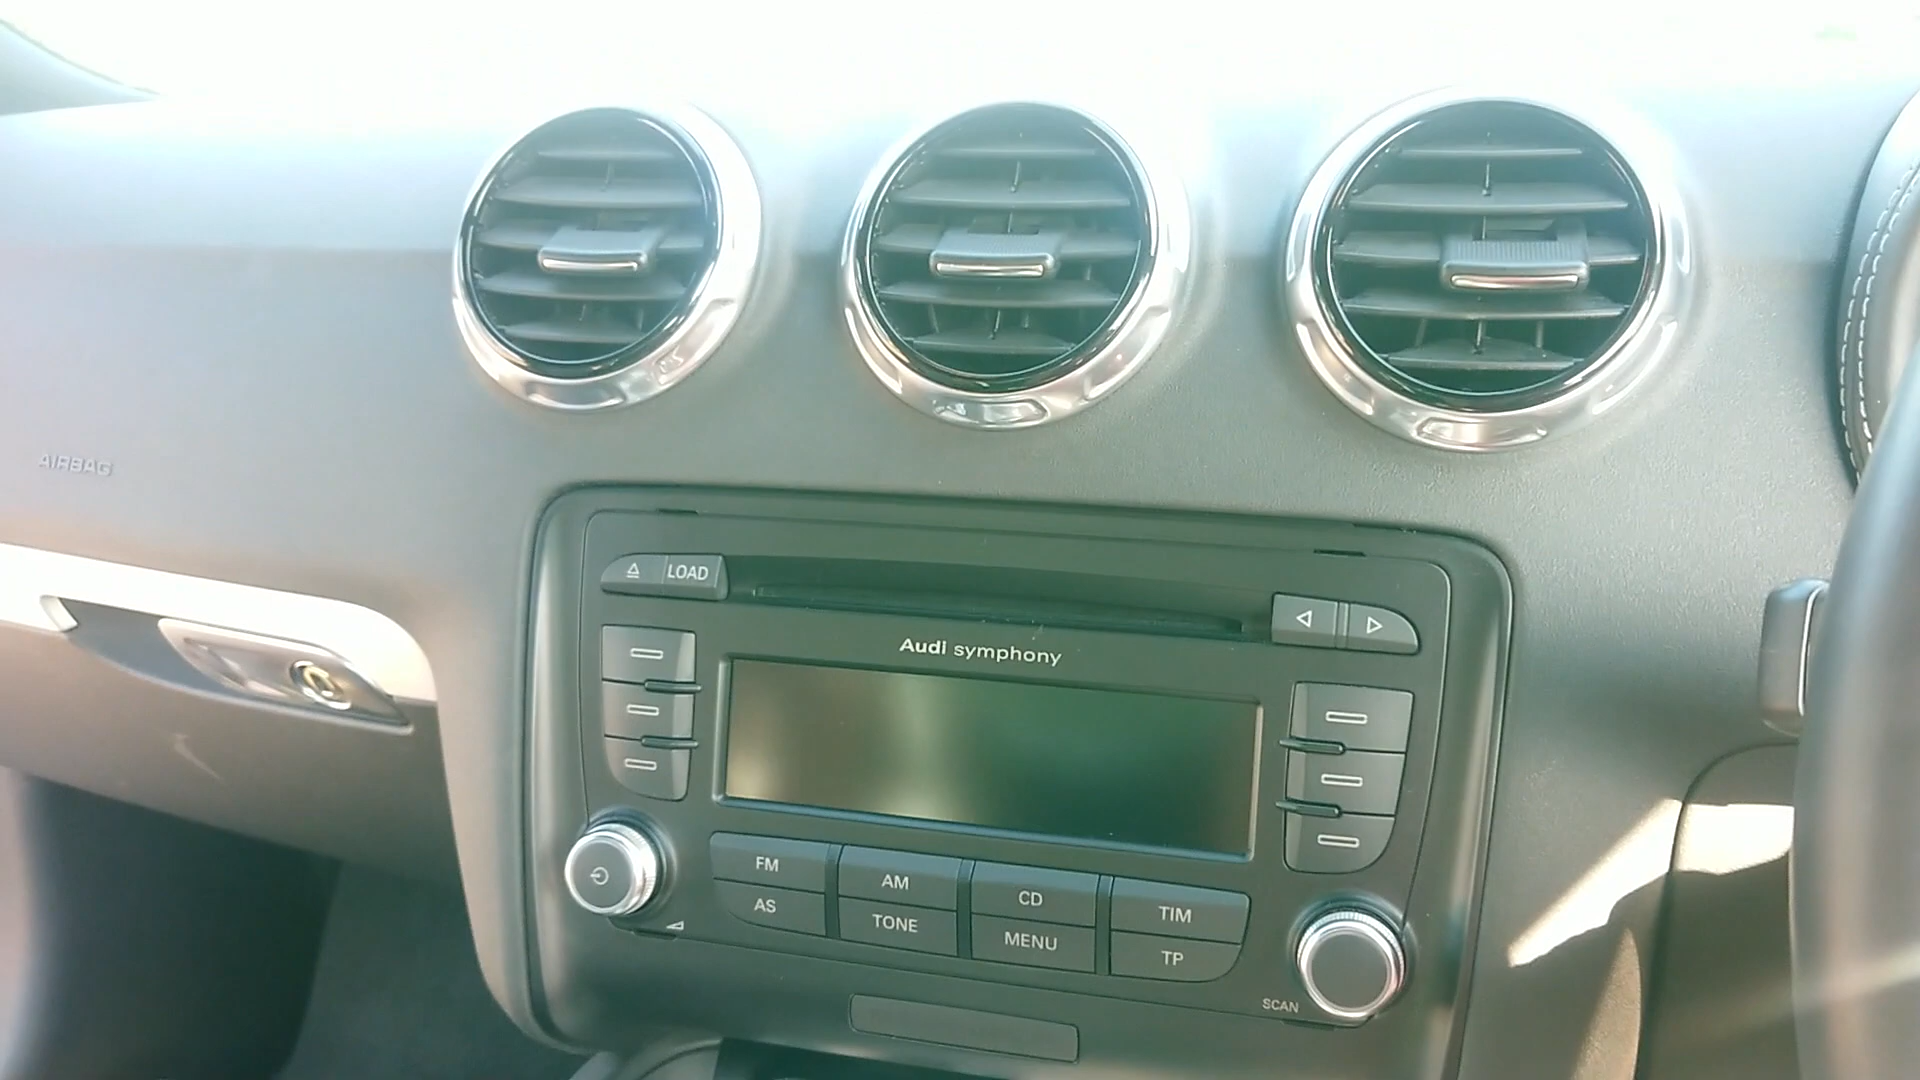 AIRBAG
LOAD
Audi symphony
FM
AM
CD
TIM
AS
TONE
MENU
TP
SCAN